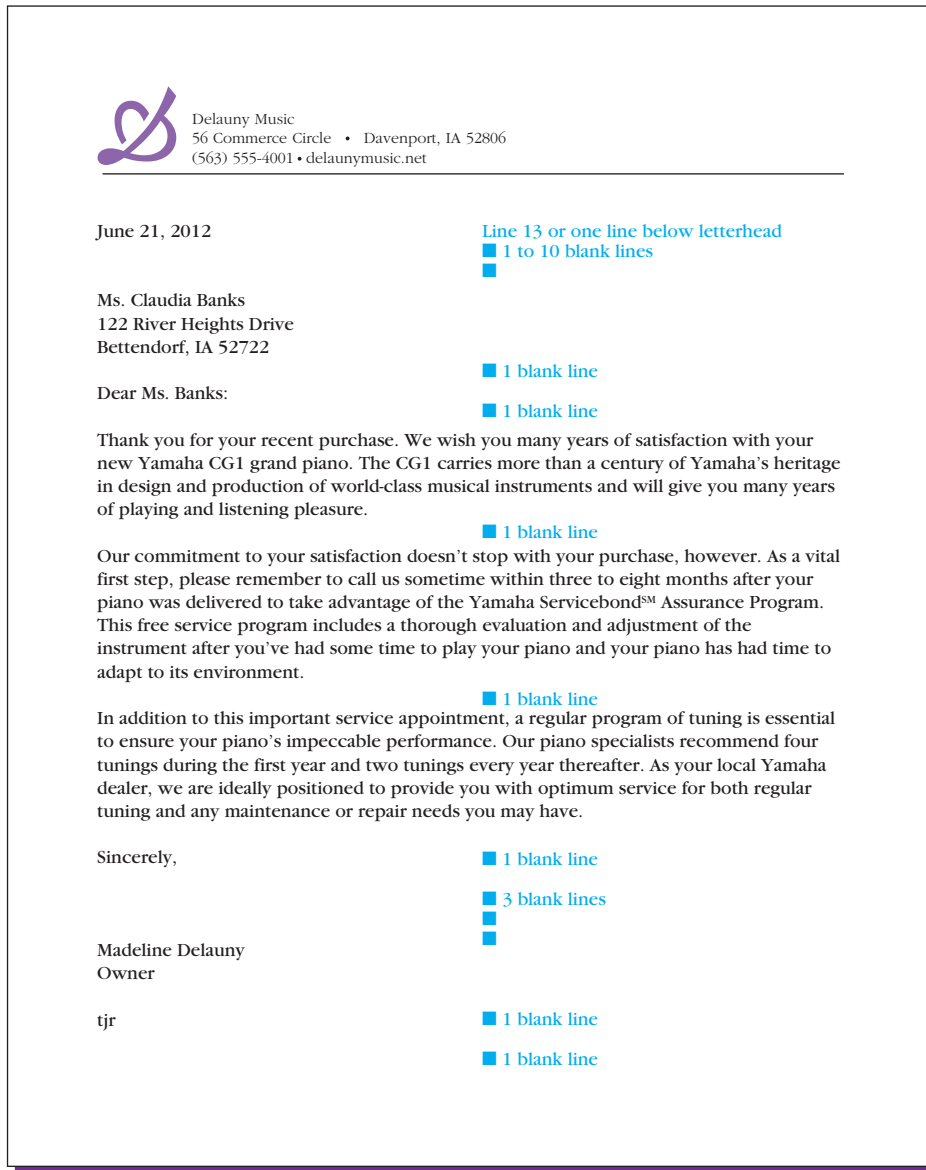 Delauny Music
56 Commerce Circle • Davenport, IA 52806
(563) 555-4001 • delaunymusic.net
June 21, 2012
Line 13 or one line below letterhead
■ 1 to 10 blank lines
■
Ms. Claudia Banks
122 River Heights Drive
Bettendorf, IA 52722
■ 1 blank line
Dear Ms. Banks:
■ 1 blank line
Thank you for your recent purchase. We wish you many years of satisfaction with your
new Yamaha CG1 grand piano. The CG1 carries more than a century of Yamaha’s heritage
in design and production of world-class musical instruments and will give you many years
of playing and listening pleasure.
■ 1 blank line
Our commitment to your satisfaction doesn’t stop with your purchase, however. As a vital
first step, please remember to call us sometime within three to eight months after your
piano was delivered to take advantage of the Yamaha Servicebond℠ Assurance Program.
This free service program includes a thorough evaluation and adjustment of the
instrument after you’ve had some time to play your piano and your piano has had time to
adapt to its environment.
■ 1 blank line
In addition to this important service appointment, a regular program of tuning is essential
to ensure your piano’s impeccable performance. Our piano specialists recommend four
tunings during the first year and two tunings every year thereafter. As your local Yamaha
dealer, we are ideally positioned to provide you with optimum service for both regular
tuning and any maintenance or repair needs you may have.
Sincerely,
■ 1 blank line
■ 3 blank lines
■
■
Madeline Delauny
Owner
tjr
■ 1 blank line
■ 1 blank line